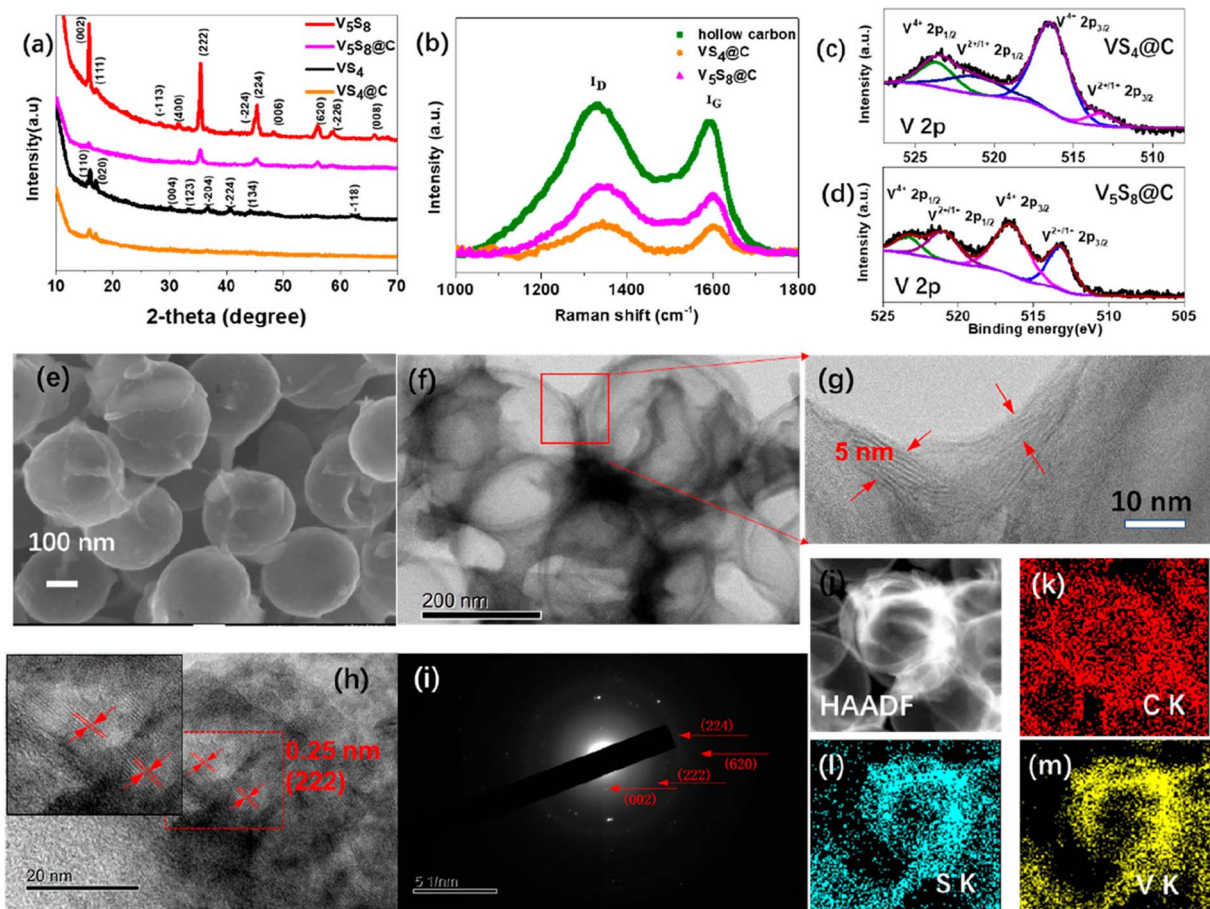 (a)
V₅S₈
V₅S₈@C
VS₄
VS₄@C
(002)
(111)
(-113)
(400)
(222)
(-224)
(224)
(006)
(620)
(-226)
(008)
(110)
(020)
(004)
(123)
(-204)
(-224)
(134)
(-118)
Intensity(a.u)
10 20 30 40 50 60 70
2-theta (degree)
(b)
hollow carbon
VS₄@C
V₅S₈@C
I_D
I_G
Intensity (a.u.)
1000 1200 1400 1600 1800
Raman shift (cm⁻¹)
(c)
V⁴⁺ 2p₁/₂
V²⁺/¹⁺ 2p₁/₂
V⁴⁺ 2p₃/₂
VS₄@C
V²⁺/¹⁺ 2p₃/₂
V 2p
Intensity (a.u.)
525 520 515 510
(d)
V₅S₈@C
V⁴⁺ 2p₁/₂
V²⁺/¹⁺ 2p₁/₂
V⁴⁺ 2p₃/₂
V²⁺/¹⁺ 2p₃/₂
V 2p
Intensity (a.u.)
525 520 515 510 505
Binding energy(eV)
(e)
100 nm
(f)
200 nm
(g)
5 nm
10 nm
(h)
0.25 nm
(222)
20 nm
(i)
(224)
(620)
(222)
(002)
5 1/nm
(j)
HAADF
(k)
C K
(l)
S K
(m)
V K